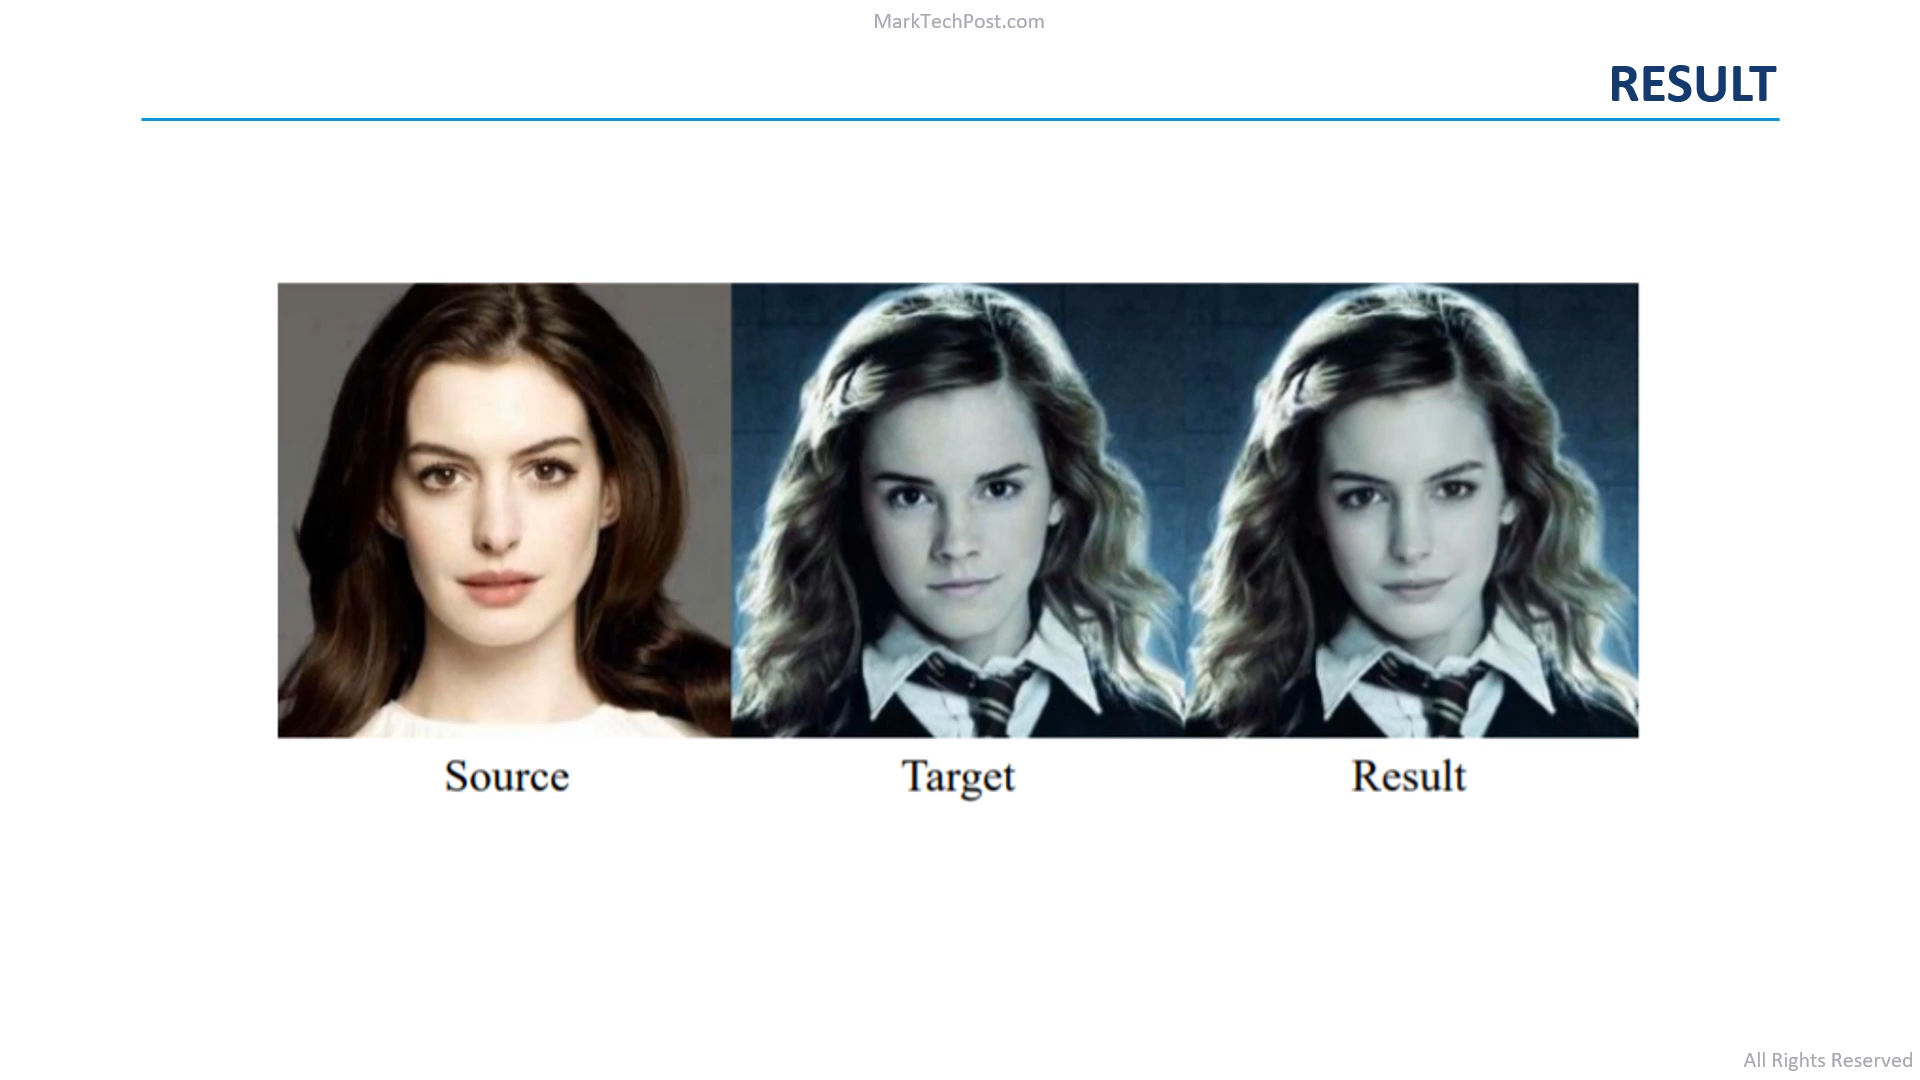 MarkTechPost.com
RESULT
Source
Target
Result
All Rights Reserved